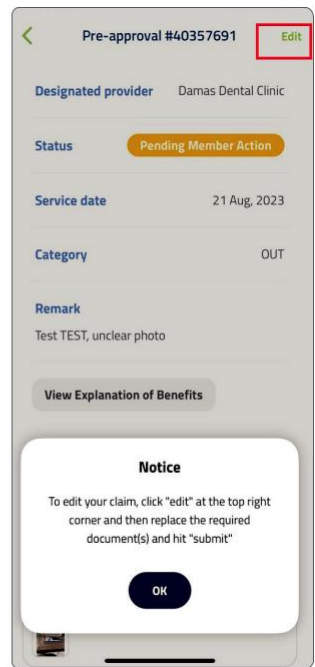 Pre-approval #40357691 Edit
Designated provider Damas Dental Clinic
Status Pending Member Action
Service date 21 Aug, 2023
Category OUT
Remark
Test TEST, unclear photo
View Explanation of Benefits
Notice
To edit your claim, click "edit" at the top right
corner and then replace the required
document(s) and hit "submit"
OK